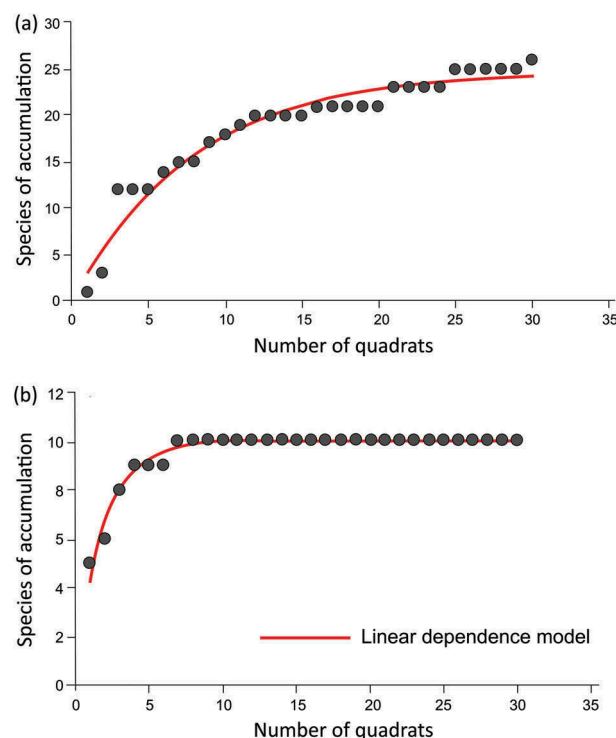 (a)
30
25
20
15
10
5
0
Species of accumulation
0 5 10 15 20 25 30 35
Number of quadrats
(b)
12
10
8
5
4
2
0
Species of accumulation
Linear dependence model
0 5 10 15 20 25 30 35
Number of quadrats